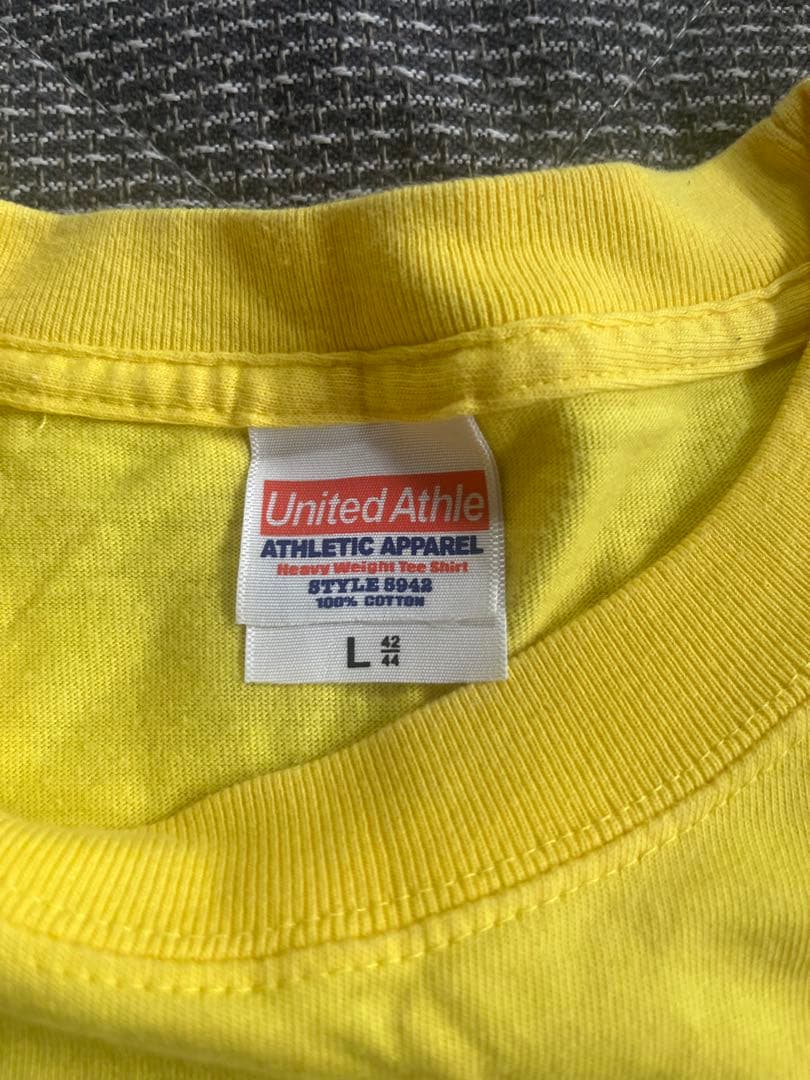 United Athle
ATHLETIC APPAREL
Heavy Weight Tee Shirt
STYLE 5942
100% COTTON
L 42/44